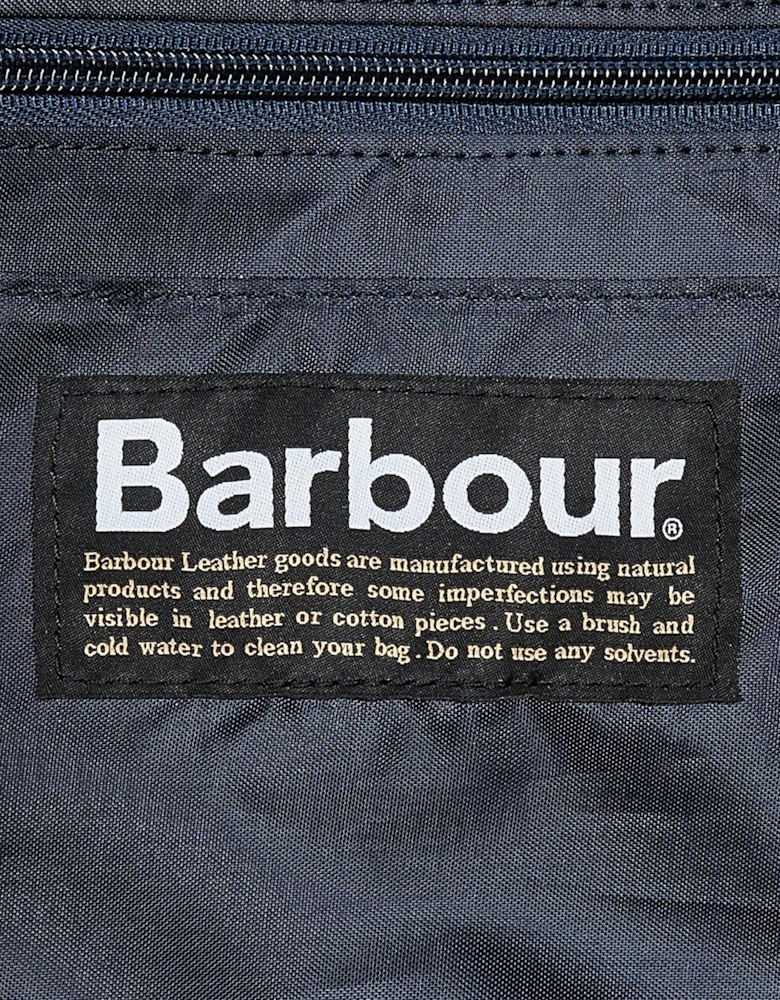 Barbour®
Barbour Leather goods are manufactured using natural
products and therefore some imperfections may be
visible in leather or cotton pieces . Use a brush and
cold water to clean your bag . Do not use any solvents.